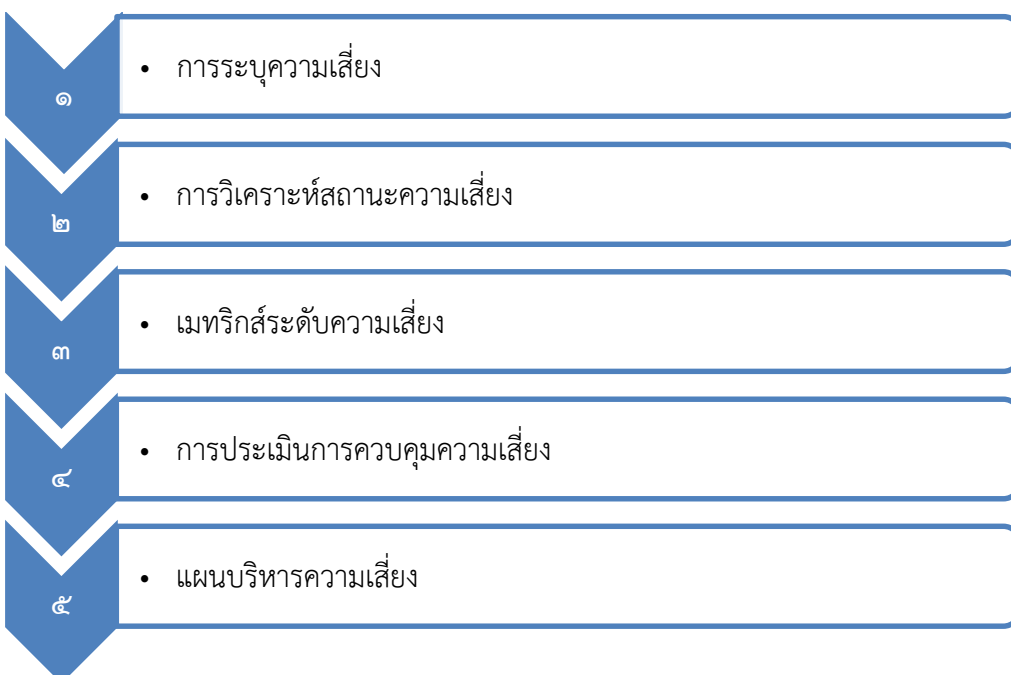 ๑
• การระบุความเสี่ยง
๒
• การวิเคราะห์สถานะความเสี่ยง
๓
• เมทริกส์ระดับความเสี่ยง
๔
• การประเมินการควบคุมความเสี่ยง
๕
• แผนบริหารความเสี่ยง